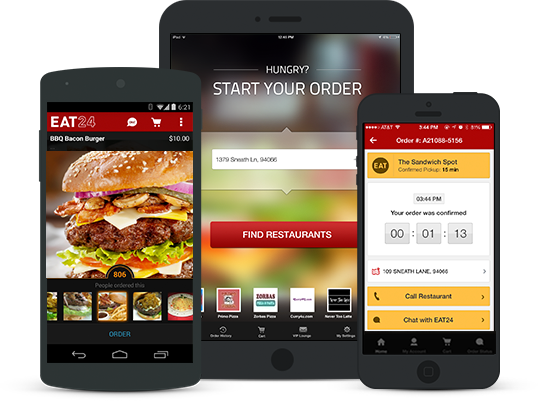 6:21
EAT24
BBQ Bacon Burger $10.00
806
People ordered this
ORDER
iPod
12:40 PM
HUNGRY?
START YOUR ORDER
1379 Sneath Ln, 94066
FIND RESTAURANTS
Primo Pizza
Zorbas Pizza
Curry4u.com
Never Too Late
ZORBAS
Order History
Cart
VIP Lounge
My Settings
AT&T 3:44 PM
Order #: A21088-5156
EAT
The Sandwich Spot
Confirmed Pickup: 15 min
03:44 PM
Your order was confirmed
00 : 01 : 13
109 SNEATH LANE, 94066
Call Restaurant
Chat with EAT24
Home
My Account
Cart
Order Status